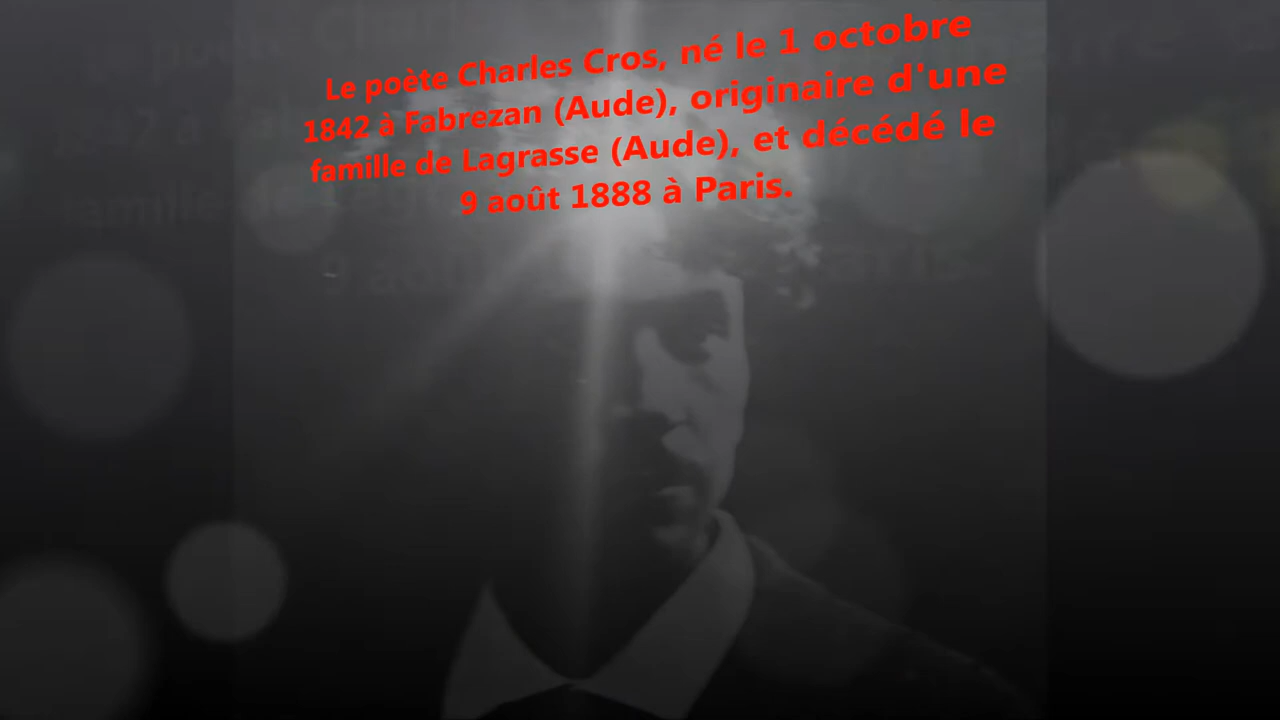 Le poète Charles Cros, né le 1 octobre
1842 à Fabrezan (Aude), originaire d'une
famille de Lagrasse (Aude), et décédé le
9 août 1888 à Paris.